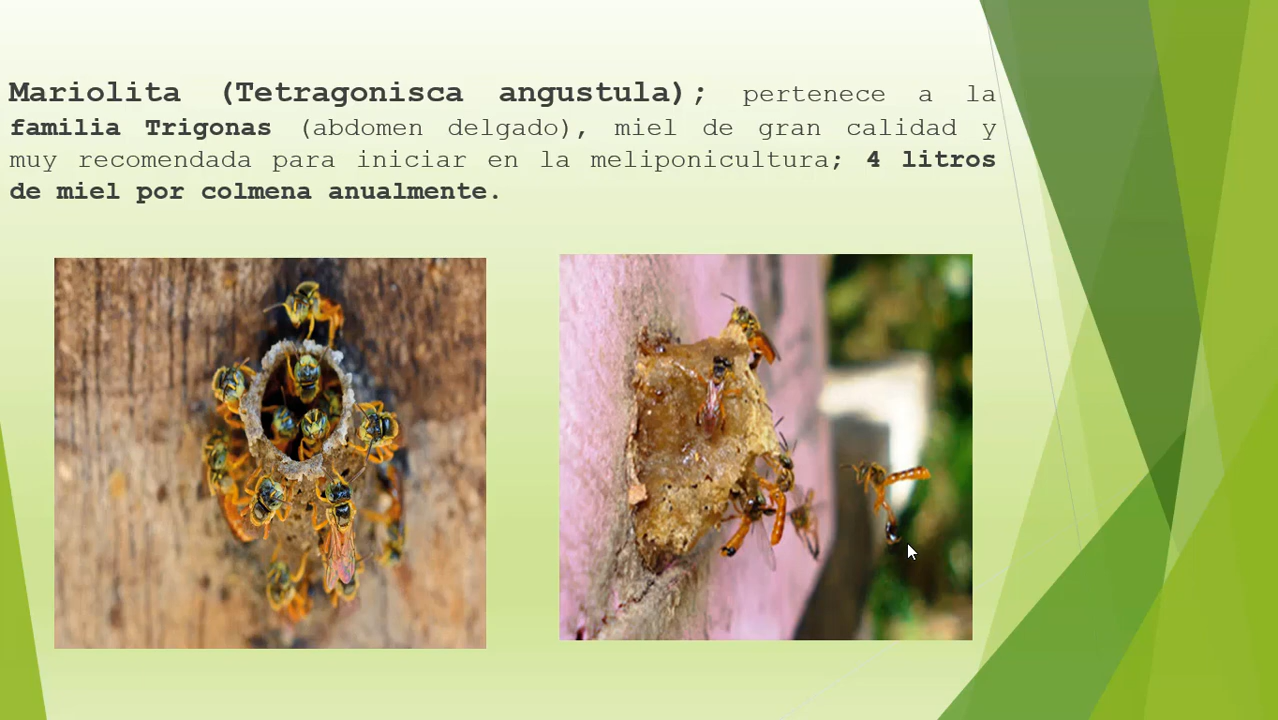 Mariolita (Tetragonisca angustula); pertenece a la
familia Trigonas (abdomen delgado), miel de gran calidad y
muy recomendada para iniciar en la meliponicultura; 4 litros
de miel por colmena anualmente.